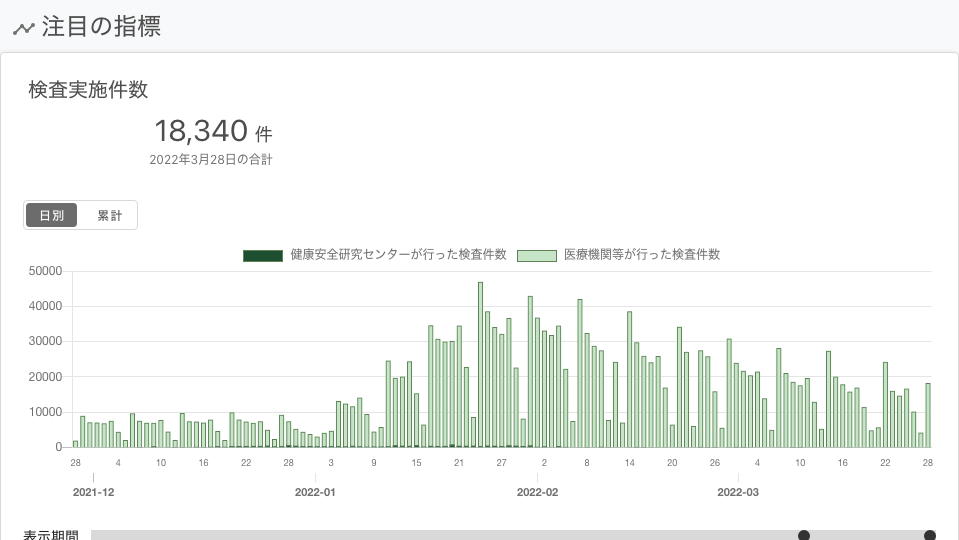 注目の指標
検査実施件数
18,340 件
2022年3月28日の合計
日別 累計
健康安全研究センターが行った検査件数 医療機関等が行った検査件数
50000
40000
30000
20000
10000
0
28 4 10 16 22 28 3 9 15 21 27 2 8 14 20 26 4 10 16 22 28
2021-12 2022-01 2022-02 2022-03
表示期間